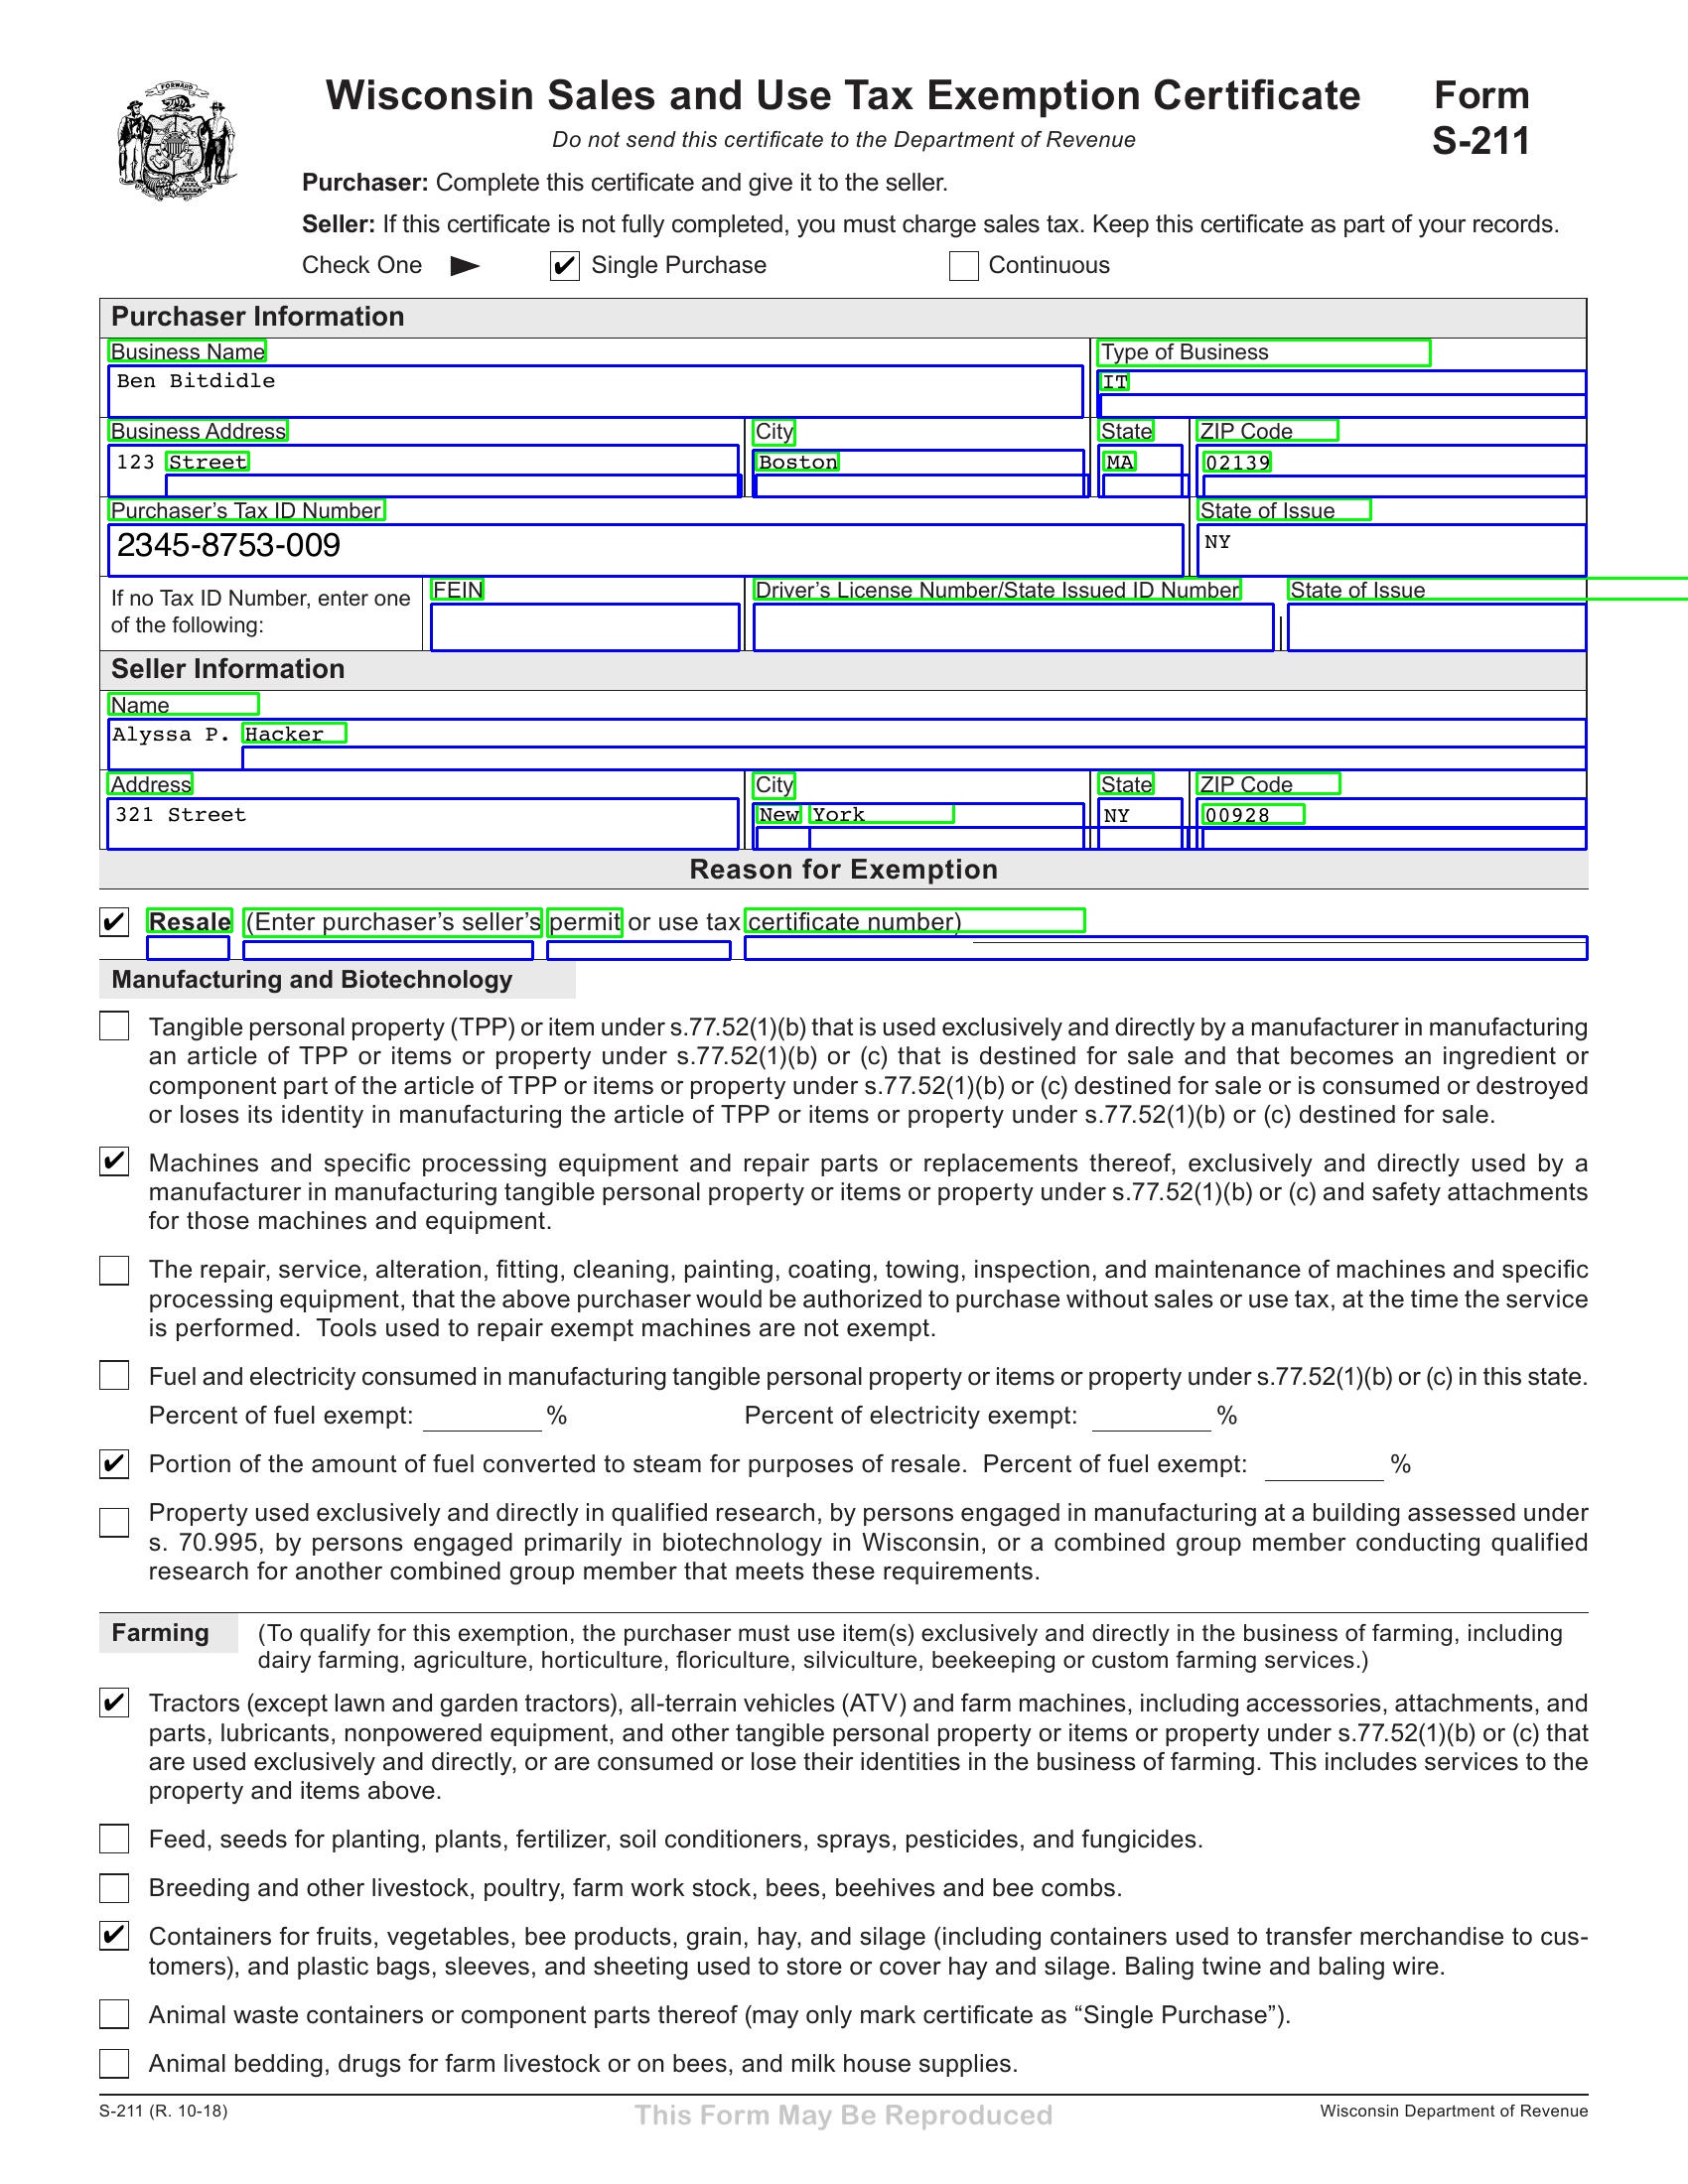 FORWARD
Wisconsin Sales and Use Tax Exemption Certificate
Form
S-211
Do not send this certificate to the Department of Revenue
Purchaser: Complete this certificate and give it to the seller.
Seller: If this certificate is not fully completed, you must charge sales tax. Keep this certificate as part of your records.
Check One ► ✔ Single Purchase Continuous
Purchaser Information
Business Name Type of Business
Ben Bitdidle IT
Business Address City State ZIP Code
123 Street Boston MA 02139
Purchaser's Tax ID Number State of Issue
2345-8753-009 NY
If no Tax ID Number, enter one of the following: FEIN Driver's License Number/State Issued ID Number State of Issue
Seller Information
Name
Alyssa P. Hacker
Address City State ZIP Code
321 Street New York NY 00928
Reason for Exemption
✔ Resale (Enter purchaser's seller's permit or use tax certificate number)
Manufacturing and Biotechnology
Tangible personal property (TPP) or item under s.77.52(1)(b) that is used exclusively and directly by a manufacturer in manufacturing
an article of TPP or items or property under s.77.52(1)(b) or (c) that is destined for sale and that becomes an ingredient or
component part of the article of TPP or items or property under s.77.52(1)(b) or (c) destined for sale or is consumed or destroyed
or loses its identity in manufacturing the article of TPP or items or property under s.77.52(1)(b) or (c) destined for sale.
✔ Machines and specific processing equipment and repair parts or replacements thereof, exclusively and directly used by a
manufacturer in manufacturing tangible personal property or items or property under s.77.52(1)(b) or (c) and safety attachments
for those machines and equipment.
The repair, service, alteration, fitting, cleaning, painting, coating, towing, inspection, and maintenance of machines and specific
processing equipment, that the above purchaser would be authorized to purchase without sales or use tax, at the time the service
is performed. Tools used to repair exempt machines are not exempt.
Fuel and electricity consumed in manufacturing tangible personal property or items or property under s.77.52(1)(b) or (c) in this state.
Percent of fuel exempt: ________ % Percent of electricity exempt: ________ %
✔ Portion of the amount of fuel converted to steam for purposes of resale. Percent of fuel exempt: ________ %
Property used exclusively and directly in qualified research, by persons engaged in manufacturing at a building assessed under
s. 70.995, by persons engaged primarily in biotechnology in Wisconsin, or a combined group member conducting qualified
research for another combined group member that meets these requirements.
Farming (To qualify for this exemption, the purchaser must use item(s) exclusively and directly in the business of farming, including
dairy farming, agriculture, horticulture, floriculture, silviculture, beekeeping or custom farming services.)
✔ Tractors (except lawn and garden tractors), all-terrain vehicles (ATV) and farm machines, including accessories, attachments, and
parts, lubricants, nonpowered equipment, and other tangible personal property or items or property under s.77.52(1)(b) or (c) that
are used exclusively and directly, or are consumed or lose their identities in the business of farming. This includes services to the
property and items above.
Feed, seeds for planting, plants, fertilizer, soil conditioners, sprays, pesticides, and fungicides.
Breeding and other livestock, poultry, farm work stock, bees, beehives and bee combs.
✔ Containers for fruits, vegetables, bee products, grain, hay, and silage (including containers used to transfer merchandise to cus-
tomers), and plastic bags, sleeves, and sheeting used to store or cover hay and silage. Baling twine and baling wire.
Animal waste containers or component parts thereof (may only mark certificate as “Single Purchase”).
Animal bedding, drugs for farm livestock or on bees, and milk house supplies.
S-211 (R. 10-18) This Form May Be Reproduced Wisconsin Department of Revenue